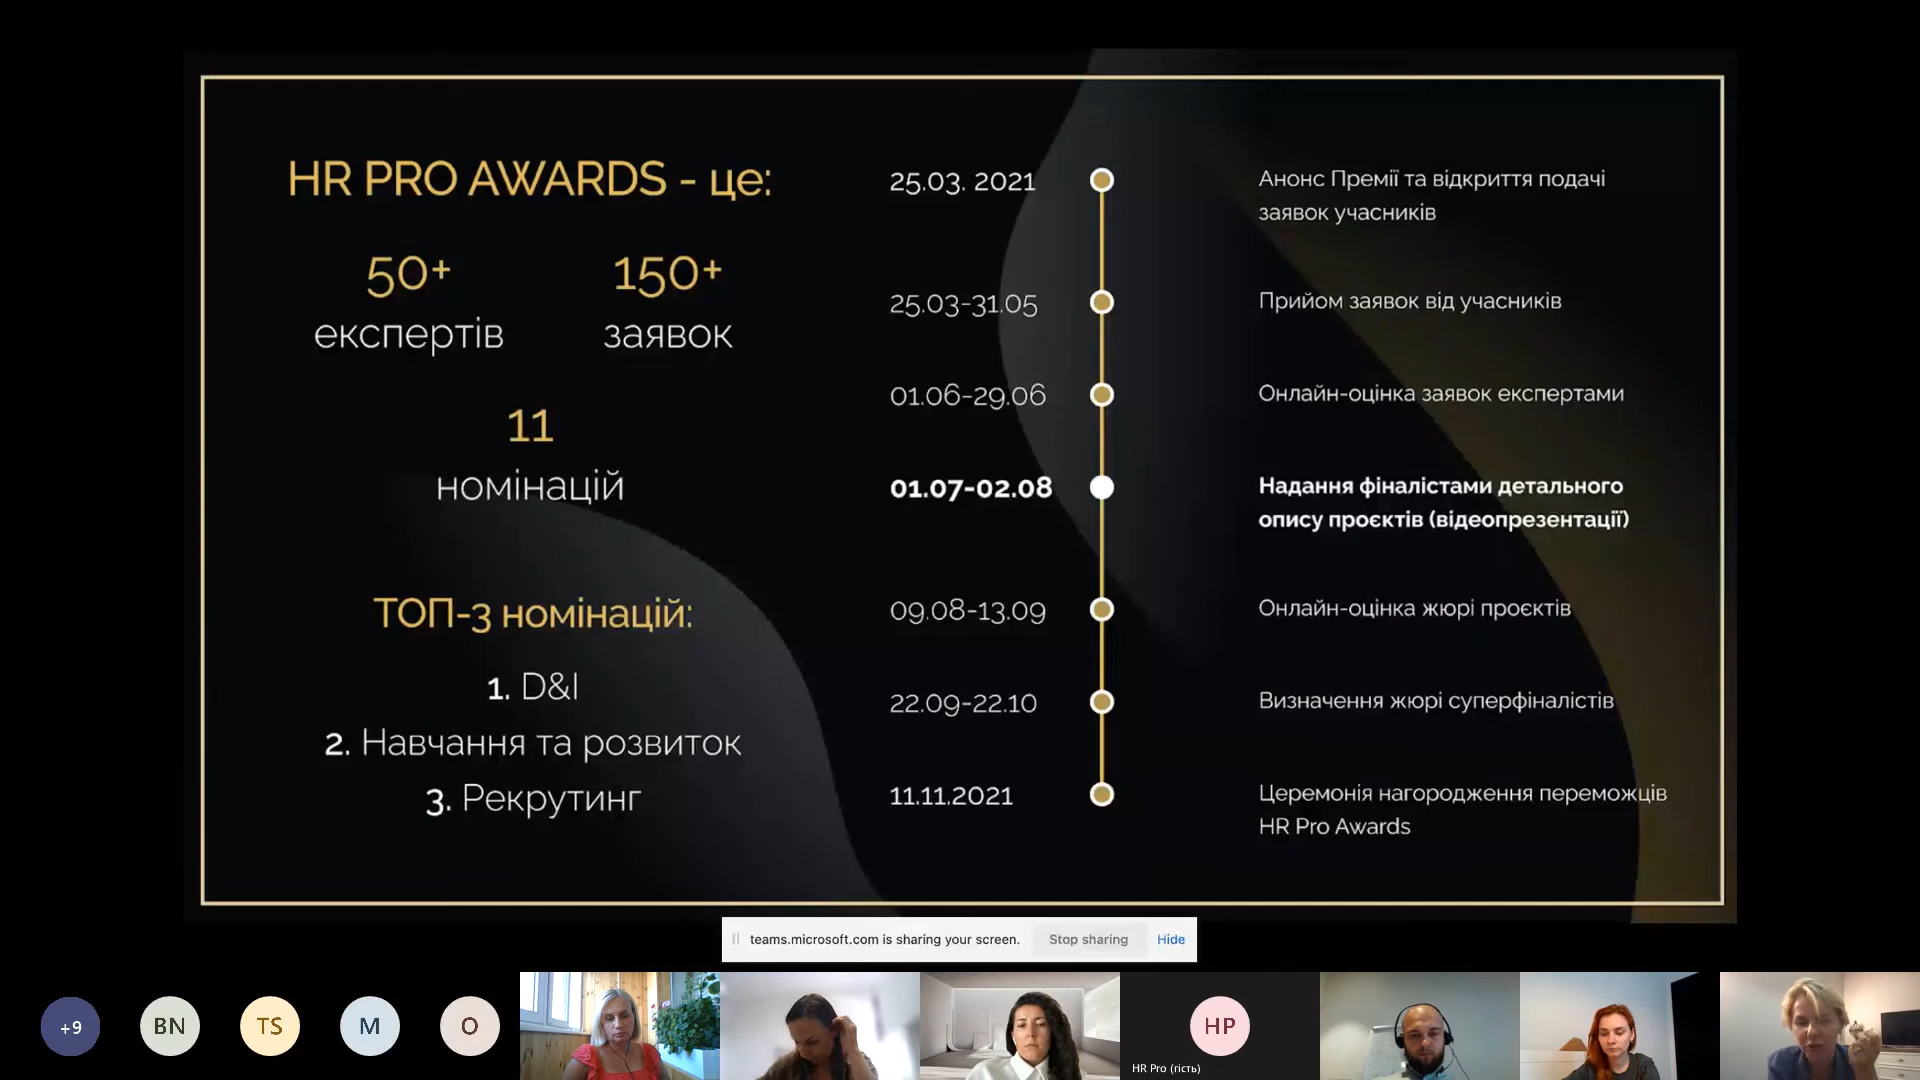 HR PRO AWARDS - це:
50+
експертів
150+
заявок
11
номінацій
ТОП-3 номінацій:
1. D&I
2. Навчання та розвиток
3. Рекрутинг
25.03. 2021
Анонс Премії та відкриття подачі
заявок учасників
25.03-31.05
Прийом заявок від учасників
01.06-29.06
Онлайн-оцінка заявок експертами
01.07-02.08
Надання фіналістами детального
опису проєктів (відеопрезентації)
09.08-13.09
Онлайн-оцінка жюрі проєктів
22.09-22.10
Визначення жюрі суперфіналістів
11.11.2021
Церемонія нагородження переможців
HR Pro Awards
teams.microsoft.com is sharing your screen.
Stop sharing
Hide
+9
BN
TS
M
O
HP
HR Pro (гість)